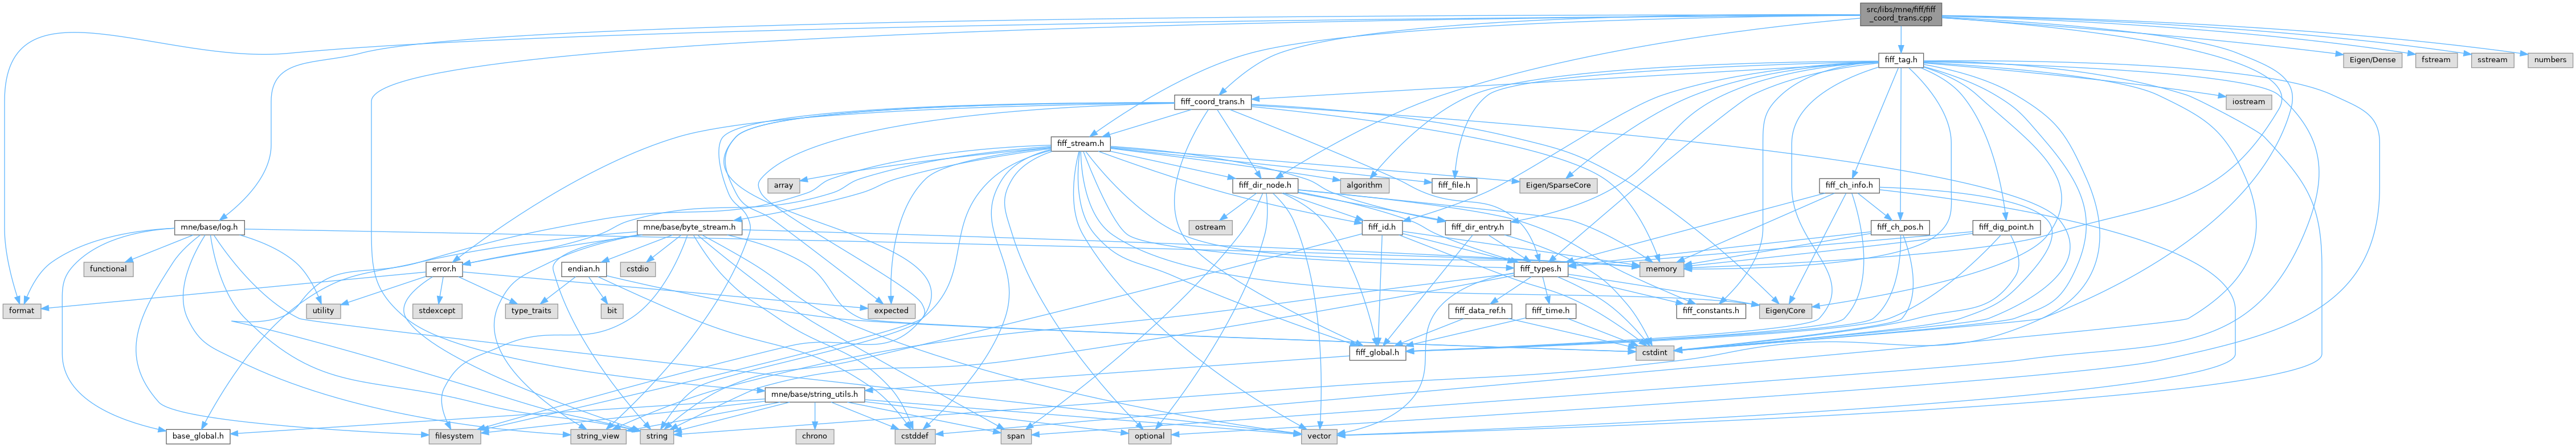 src/libs/mne/fiff/fiff
_coord_trans.cpp
fiff_tag.h
Eigen/Dense
fstream
sstream
numbers
fiff_coord_trans.h
iostream
fiff_stream.h
array
fiff_dir_node.h
algorithm
fiff_file.h
Eigen/SparseCore
fiff_ch_info.h
mne/base/log.h
mne/base/byte_stream.h
ostream
fiff_id.h
fiff_dir_entry.h
fiff_ch_pos.h
fiff_dig_point.h
functional
error.h
endian.h
cstdio
fiff_types.h
memory
format
utility
stdexcept
type_traits
bit
expected
fiff_data_ref.h
fiff_time.h
fiff_constants.h
Eigen/Core
fiff_global.h
cstdint
mne/base/string_utils.h
base_global.h
filesystem
string_view
string
chrono
cstddef
span
optional
vector